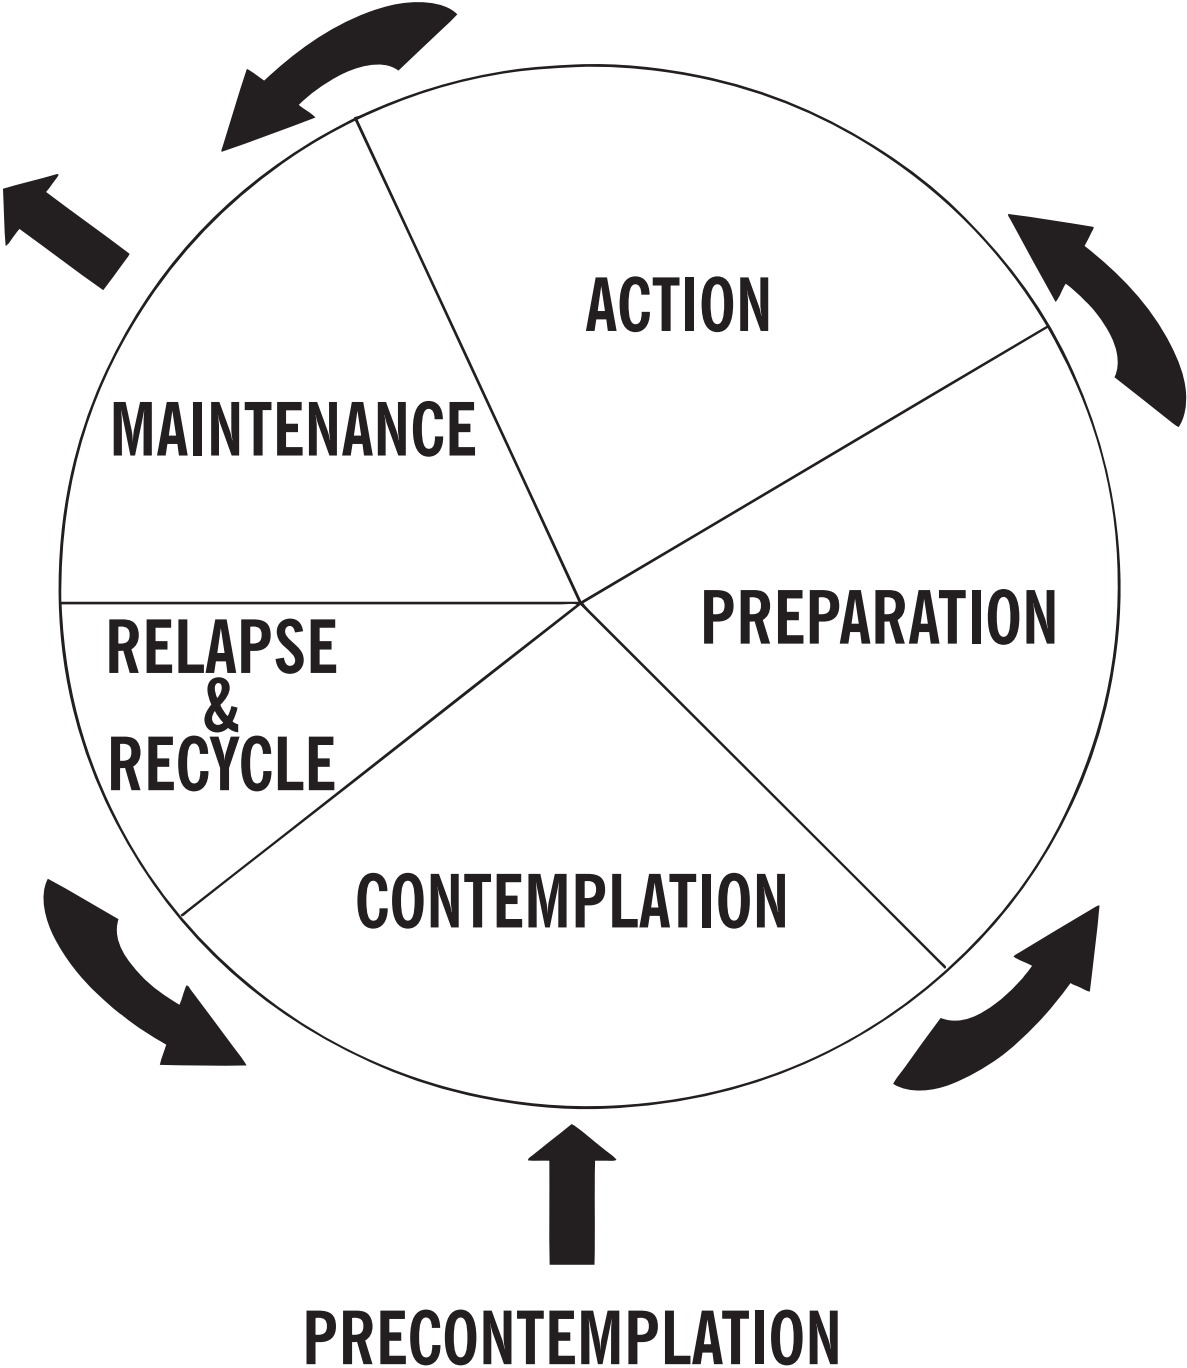 ACTION
MAINTENANCE
PREPARATION
RELAPSE
&
RECYCLE
CONTEMPLATION
PRECONTEMPLATION